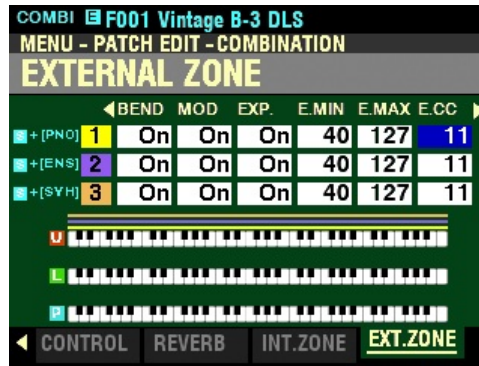 COMBI E F001 Vintage B-3 DLS
MENU - PATCH EDIT - COMBINATION
EXTERNAL ZONE
BEND MOD EXP. E.MIN E.MAX E.CC
S + [PNO] 1 On On On 40 127 11
S +[ENS] 2 On On On 40 127 11
S +[SYH] 3 On On On 40 127 11
U
L
P
CONTROL REVERB INT.ZONE EXT.ZONE